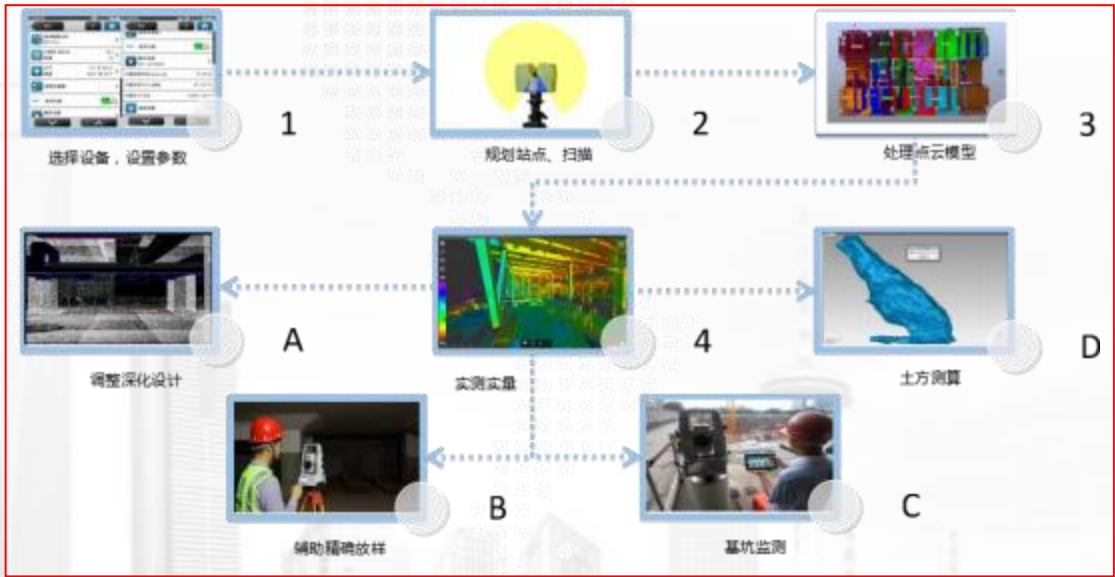 1
2
3
选择设备，设置参数
规划站点、扫描
处理点云模型
A
4
D
调整深化设计
实测实量
土方测算
B
C
辅助精确放样
基坑监测